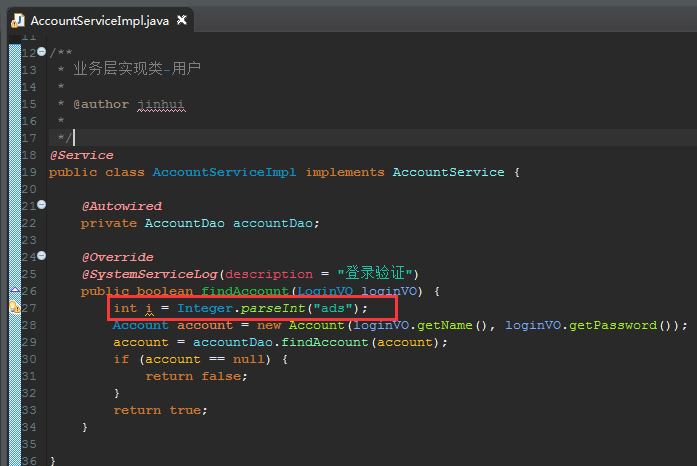 AccountServiceImpl.java
11
12 /**
13  * 业务层实现类-用户
14  *
15  * @author jinhui
16  *
17  */
18 @Service
19 public class AccountServiceImpl implements AccountService {
20
21     @Autowired
22     private AccountDao accountDao;
23
24     @Override
25     @SystemServiceLog(description = "登录验证")
26     public boolean findAccount(LoginVO loginVO) {
27         int i = Integer.parseInt("ads");
28         Account account = new Account(loginVO.getName(), loginVO.getPassword());
29         account = accountDao.findAccount(account);
30         if (account == null) {
31             return false;
32         }
33         return true;
34     }
35
36 }